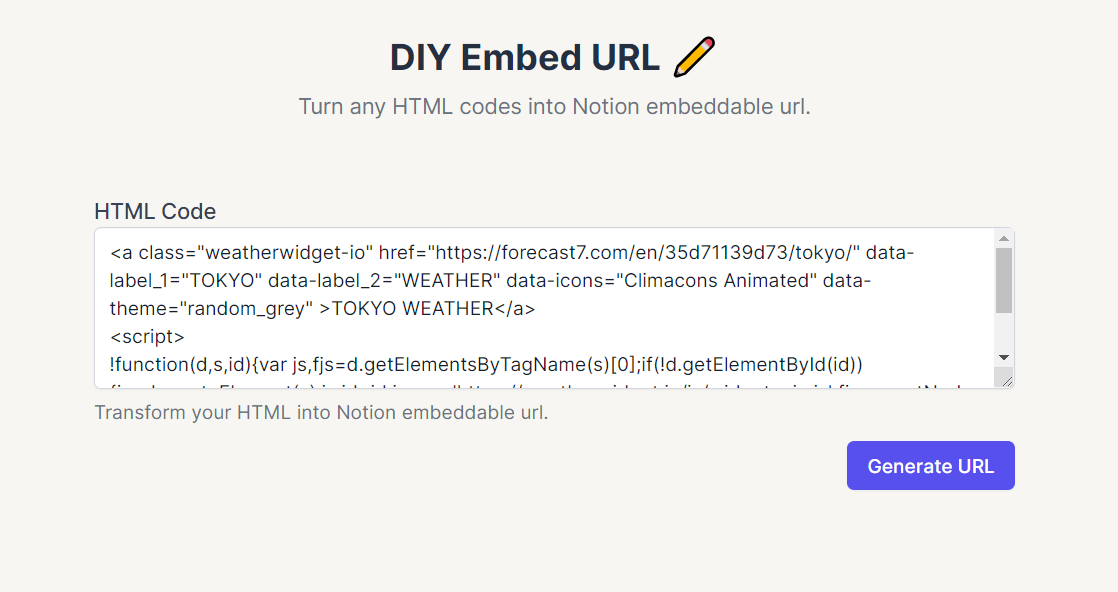 DIY Embed URL
Turn any HTML codes into Notion embeddable url.
HTML Code
<a class="weatherwidget-io" href="https://forecast7.com/en/35d71139d73/tokyo/" data-
label_1="TOKYO" data-label_2="WEATHER" data-icons="Climacons Animated" data-
theme="random_grey" >TOKYO WEATHER</a>
<script>
!function(d,s,id){var js,fjs=d.getElementsByTagName(s)[0];if(!d.getElementById(id))
Transform your HTML into Notion embeddable url.
Generate URL